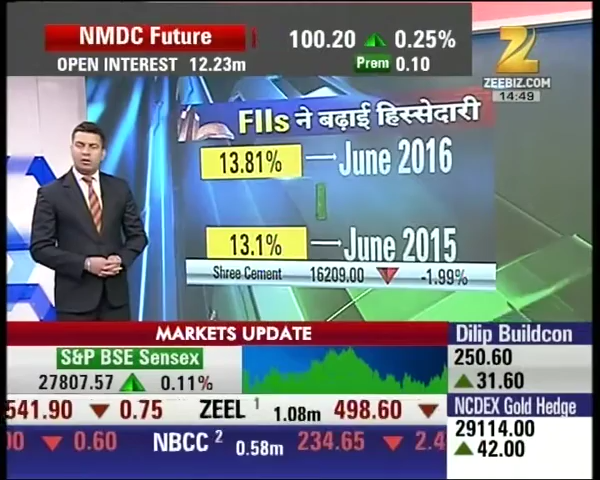 NMDC Future
100.20 ▲ 0.25%
OPEN INTEREST 12.23m
Prem 0.10
ZEEBIZ.COM
14:49
FIIs ने बढ़ाई हिस्सेदारी
13.81% June 2016
13.1% June 2015
Shree Cement 16209.00 ▼ -1.99%
MARKETS UPDATE
S&P BSE Sensex
27807.57 ▲ 0.11%
Dilip Buildcon
250.60
▲ 31.60
541.90 ▼ 0.75 ZEEL 1 1.08m 498.60 ▼
NCDEX Gold Hedge
29114.00
▲ 42.00
00 ▼ 0.60 NBCC 2 0.58m 234.65 ▼ 2.4